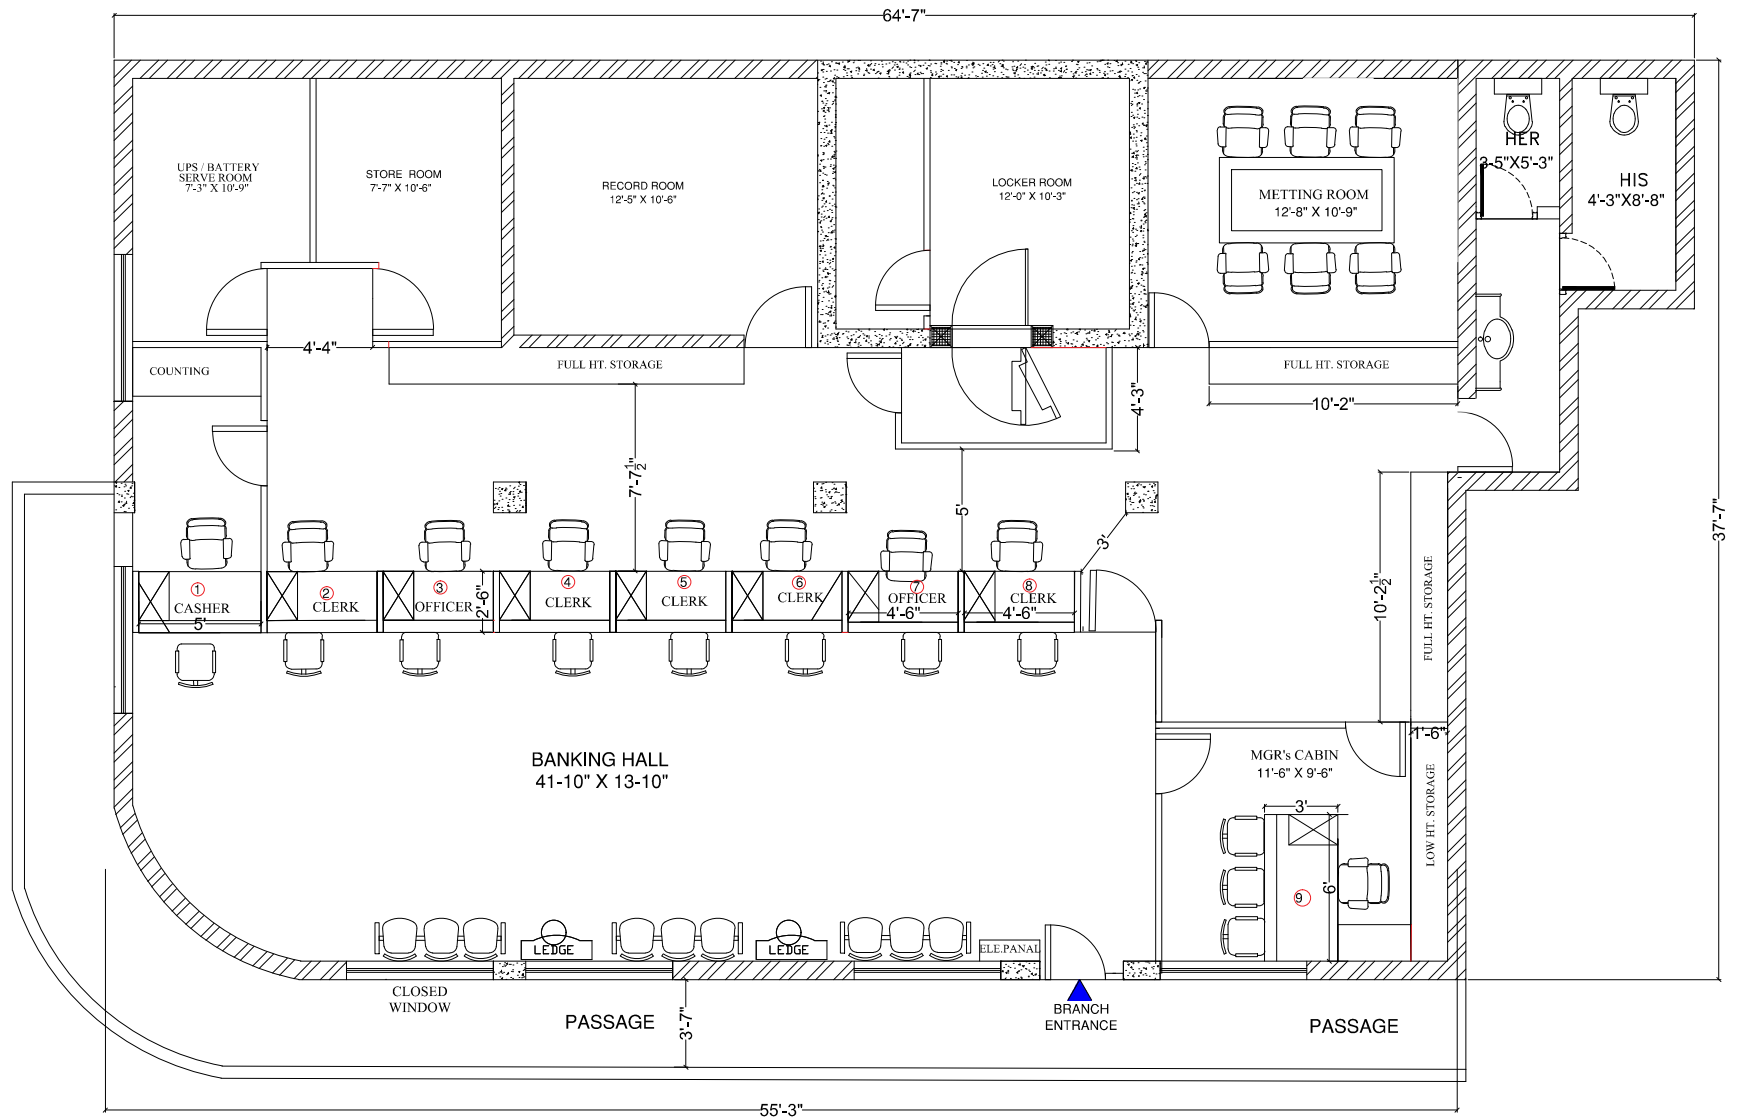 64'-7"
UPS / BATTERY
SERVE ROOM
7'-3" X 10'-9"
STORE ROOM
7'-7" X 10'-6"
RECORD ROOM
12'-5" X 10'-6"
LOCKER ROOM
12'-0" X 10'-3"
METTING ROOM
12'-8" X 10'-9"
HER
3-5"X5'-3"
HIS
4'-3"X8'-8"
4'-4"
COUNTING
FULL HT. STORAGE
FULL HT. STORAGE
10'-2"
4'-3"
7'-7½"
5'
3'
37'-7"
10'-2½"
FULL HT. STORAGE
1
CASHER
5'
2
CLERK
3
OFFICER
2'-6"
4
CLERK
5
CLERK
6
CLERK
7
OFFICER
4'-6"
8
CLERK
4'-6"
BANKING HALL
41-10" X 13-10"
MGR's CABIN
11'-6" X 9'-6"
1'-6"
3'
6'
9
LOW HT. STORAGE
LEDGE
LEDGE
ELE.PANAL
CLOSED
WINDOW
PASSAGE
3'-7"
BRANCH
ENTRANCE
PASSAGE
55'-3"